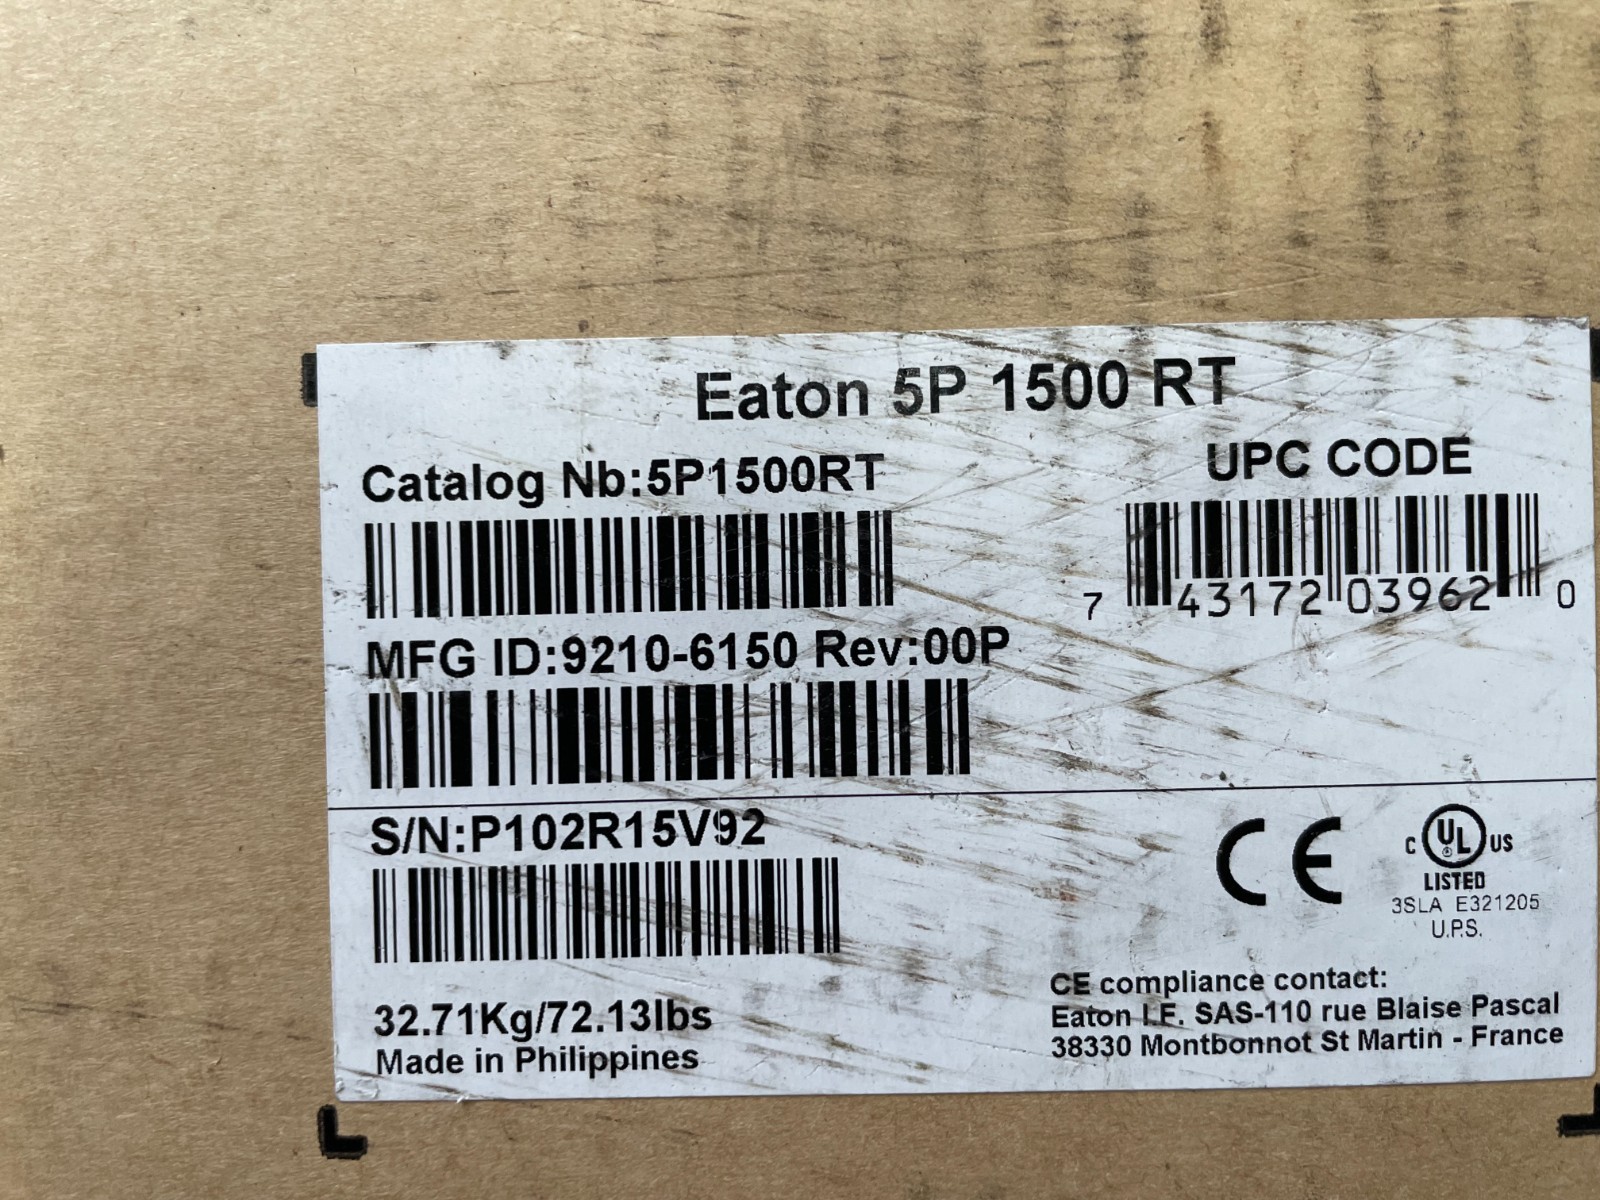 Eaton 5P 1500 RT
Catalog Nb:5P1500RT
UPC CODE
7 43172 03962 0
MFG ID:9210-6150 Rev:00P
S/N:P102R15V92
CE
C UL US
LISTED
3SLA E321205
U.P.S.
32.71Kg/72.13lbs
Made in Philippines
CE compliance contact:
Eaton I.F. SAS-110 rue Blaise Pascal
38330 Montbonnot St Martin - France